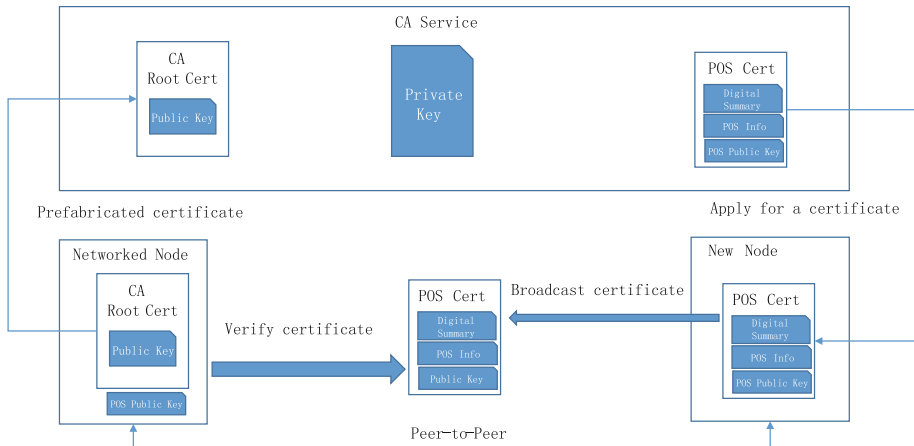 CA Service
CA
Root Cert
Public Key
Private
Key
POS Cert
Digital
Summary
POS Info
POS Public Key
Prefabricated certificate
Apply for a certificate
Networked Node
CA
Root Cert
Public Key
POS Public Key
Verify certificate
POS Cert
Digital
Summary
POS Info
Public Key
Broadcast certificate
New Node
POS Cert
Digital
Summary
POS Info
POS Public Key
Peer-to-Peer